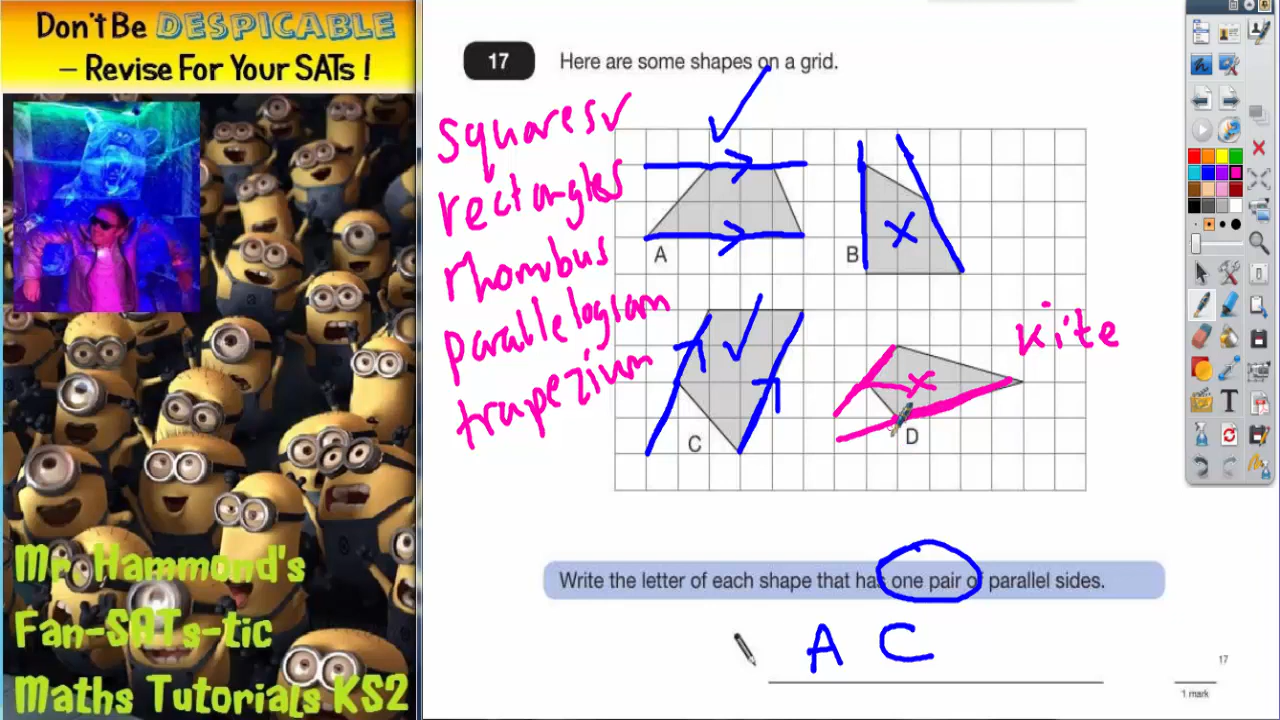 Don't Be DESPICABLE
– Revise For Your SATs !
Mr. Hammond's
Fan-SATs-tic
Maths Tutorials KS2
17 Here are some shapes on a grid.
squares
rectangles
rhombus
parallelogram
trapezium
A
B
C
D
kite
Write the letter of each shape that has one pair of parallel sides.
A C
17
1 mark